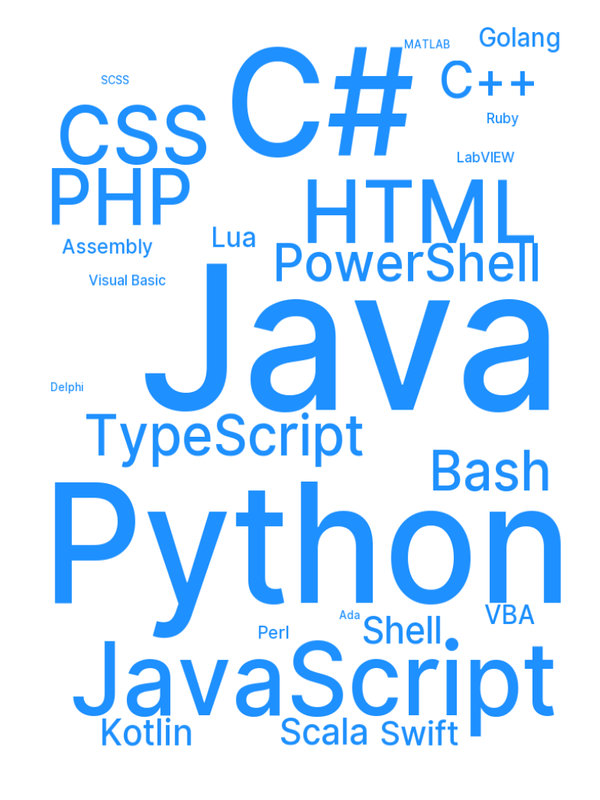 Golang
MATLAB
C#
C++
SCSS
CSS
Ruby
LabVIEW
PHP
HTML
Lua
Assembly
PowerShell
Visual Basic
Java
Delphi
TypeScript
Bash
Python
VBA
Ada
Shell
Perl
JavaScript
Kotlin
Scala
Swift